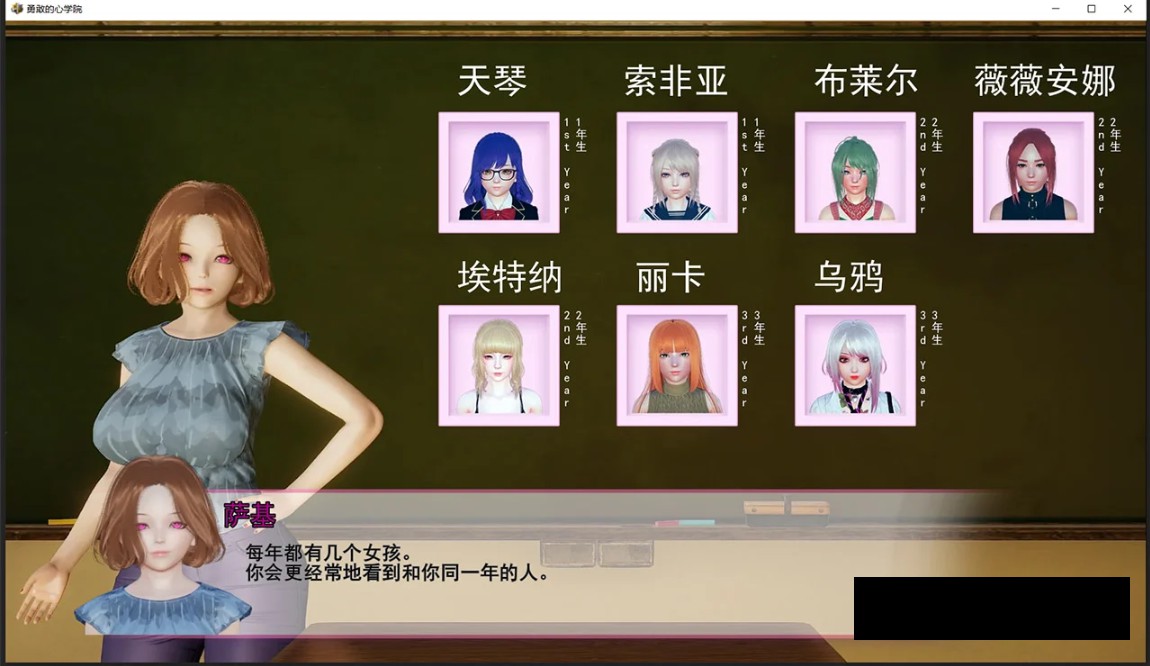 勇敢的心学院
天琴
1年生
1st Year
索非亚
1年生
1st Year
布莱尔
2年生
2nd Year
薇薇安娜
2年生
2nd Year
埃特纳
2年生
2nd Year
丽卡
3年生
3rd Year
乌鸦
3年生
3rd Year
萨基
每年都有几个女孩。
你会更经常地看到和你同一年的人。